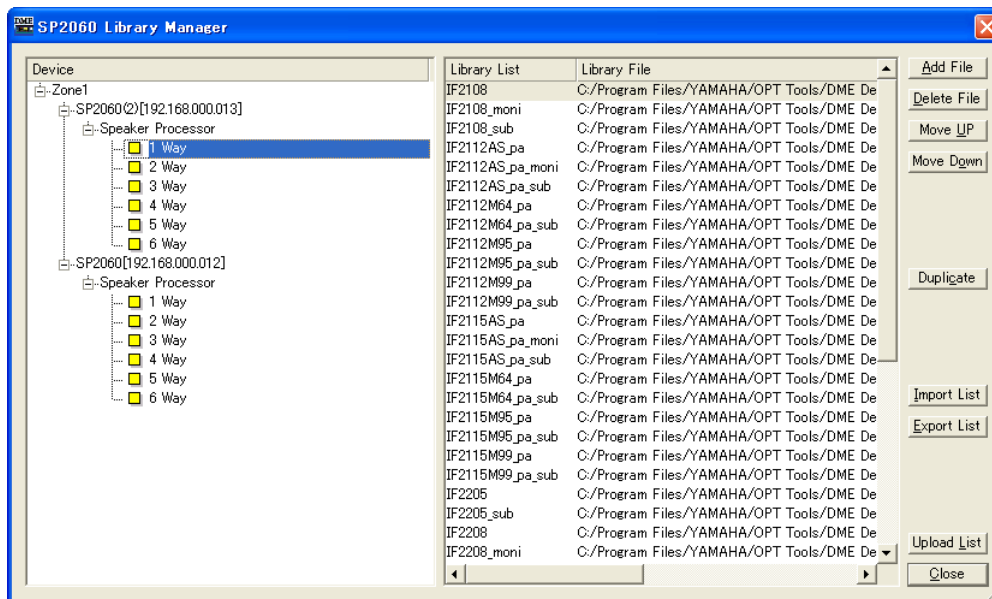 DME SP2060 Library Manager
Device
Zone1
SP2060(2)[192.168.000.013]
Speaker Processor
1 Way
2 Way
3 Way
4 Way
5 Way
6 Way
SP2060[192.168.000.012]
Speaker Processor
1 Way
2 Way
3 Way
4 Way
5 Way
6 Way
Library List Library File
IF2108 C:/Program Files/YAMAHA/OPT Tools/DME De
IF2108_moni C:/Program Files/YAMAHA/OPT Tools/DME De
IF2108_sub C:/Program Files/YAMAHA/OPT Tools/DME De
IF2112AS_pa C:/Program Files/YAMAHA/OPT Tools/DME De
IF2112AS_pa_moni C:/Program Files/YAMAHA/OPT Tools/DME De
IF2112AS_pa_sub C:/Program Files/YAMAHA/OPT Tools/DME De
IF2112M64_pa C:/Program Files/YAMAHA/OPT Tools/DME De
IF2112M64_pa_sub C:/Program Files/YAMAHA/OPT Tools/DME De
IF2112M95_pa C:/Program Files/YAMAHA/OPT Tools/DME De
IF2112M95_pa_sub C:/Program Files/YAMAHA/OPT Tools/DME De
IF2112M99_pa C:/Program Files/YAMAHA/OPT Tools/DME De
IF2112M99_pa_sub C:/Program Files/YAMAHA/OPT Tools/DME De
IF2115AS_pa C:/Program Files/YAMAHA/OPT Tools/DME De
IF2115AS_pa_moni C:/Program Files/YAMAHA/OPT Tools/DME De
IF2115AS_pa_sub C:/Program Files/YAMAHA/OPT Tools/DME De
IF2115M64_pa C:/Program Files/YAMAHA/OPT Tools/DME De
IF2115M64_pa_sub C:/Program Files/YAMAHA/OPT Tools/DME De
IF2115M95_pa C:/Program Files/YAMAHA/OPT Tools/DME De
IF2115M95_pa_sub C:/Program Files/YAMAHA/OPT Tools/DME De
IF2115M99_pa C:/Program Files/YAMAHA/OPT Tools/DME De
IF2115M99_pa_sub C:/Program Files/YAMAHA/OPT Tools/DME De
IF2205 C:/Program Files/YAMAHA/OPT Tools/DME De
IF2205_sub C:/Program Files/YAMAHA/OPT Tools/DME De
IF2208 C:/Program Files/YAMAHA/OPT Tools/DME De
IF2208_moni C:/Program Files/YAMAHA/OPT Tools/DME De
Add File
Delete File
Move UP
Move Down
Duplicate
Import List
Export List
Upload List
Close